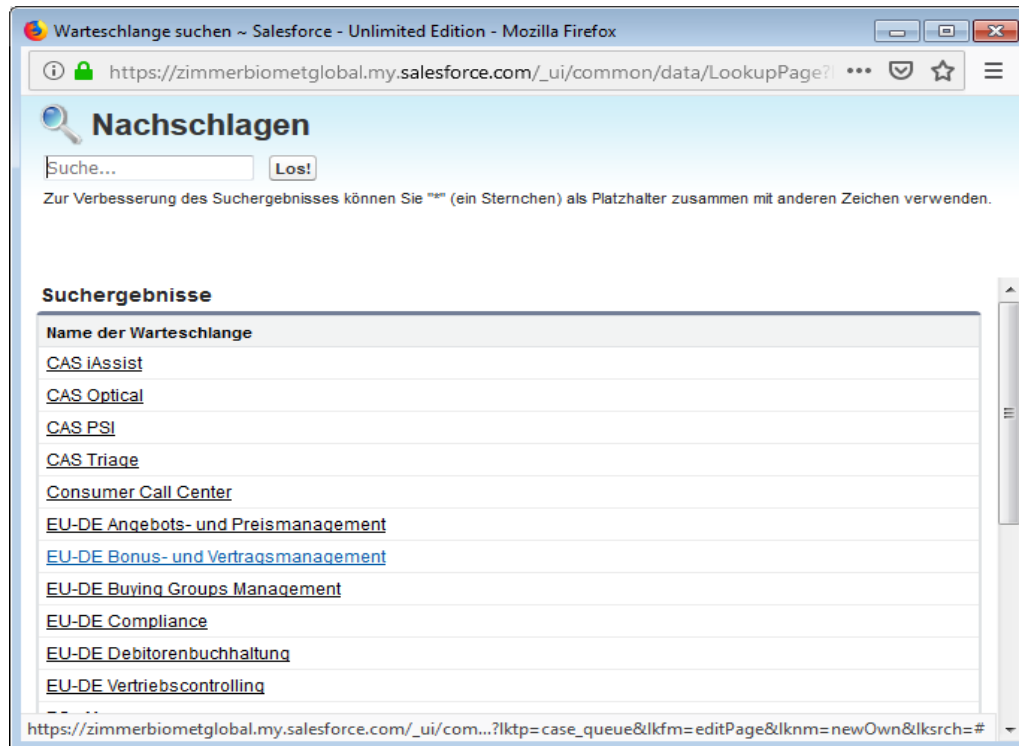 Warteschlange suchen ~ Salesforce - Unlimited Edition - Mozilla Firefox
https://zimmerbiometglobal.my.salesforce.com/_ui/common/data/LookupPage?
Nachschlagen
Suche...
Los!
Zur Verbesserung des Suchergebnisses können Sie "*" (ein Sternchen) als Platzhalter zusammen mit anderen Zeichen verwenden.
Suchergebnisse
Name der Warteschlange
CAS iAssist
CAS Optical
CAS PSI
CAS Triage
Consumer Call Center
EU-DE Angebots- und Preismanagement
EU-DE Bonus- und Vertragsmanagement
EU-DE Buying Groups Management
EU-DE Compliance
EU-DE Debitorenbuchhaltung
EU-DE Vertriebscontrolling
https://zimmerbiometglobal.my.salesforce.com/_ui/com...?lktp=case_queue&lkfm=editPage&lknm=newOwn&lksrch=#